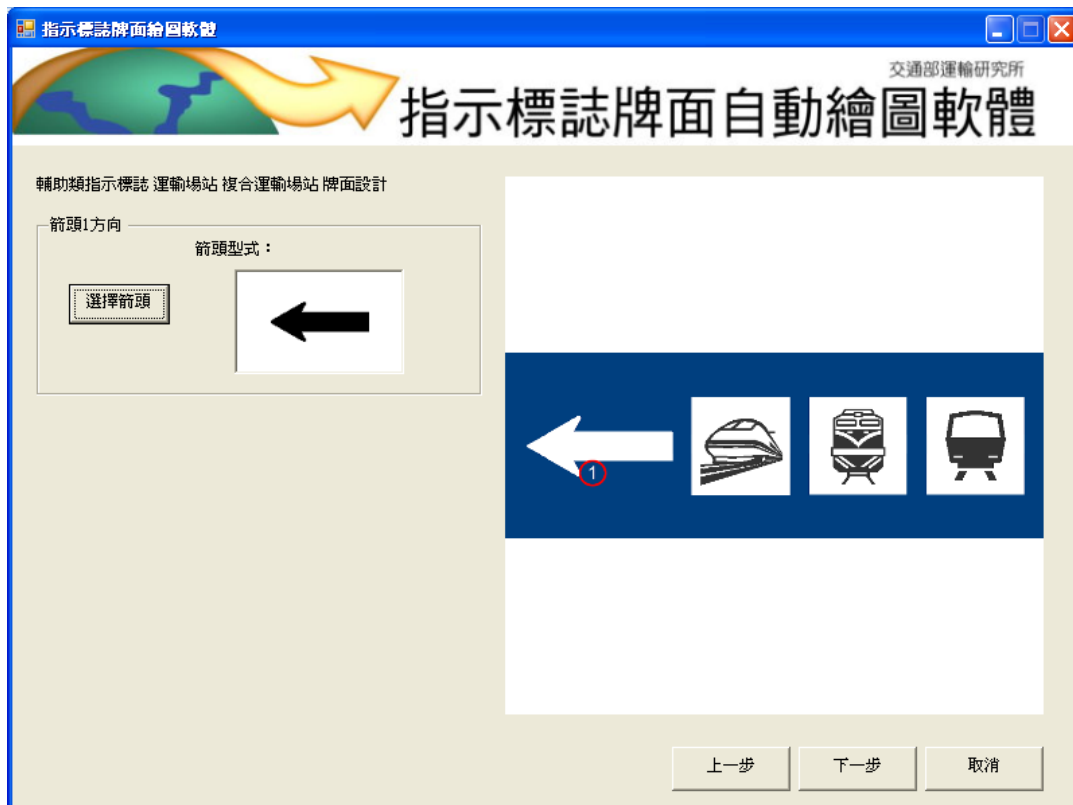 指示標誌牌面繪圖軟體
交通部運輸研究所
指示標誌牌面自動繪圖軟體
輔助類指示標誌 運輸場站 複合運輸場站 牌面設計
箭頭1方向
箭頭型式：
選擇箭頭
1
上一步
下一步
取消